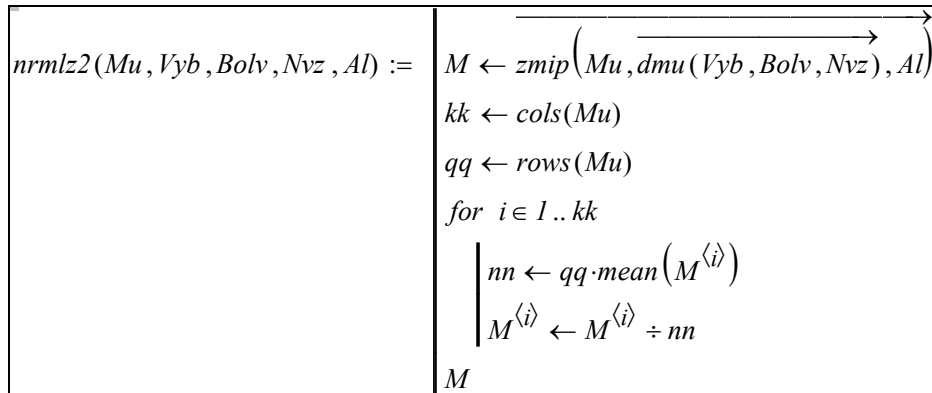 nrmlz2(Mu, Vyb, Bolv, Nvz, Al) := M ← zmip(Mu, dmu(Vyb, Bolv, Nvz), Al)
kk ← cols(Mu)
qq ← rows(Mu)
for i ∈ 1 .. kk
nn ← qq·mean(M⟨i⟩)
M⟨i⟩ ← M⟨i⟩ ÷ nn
M